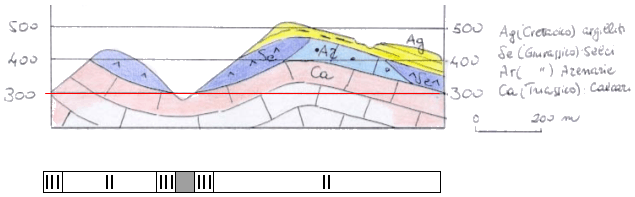 500
400
300
Se
Ar
Ca
Ag
Ser
500
400
300
Ag (Cretacico) argilliti
Se (Giurassico): Selci
Ar ( " ) Arenarie
Ca (Triassico): Calcari
0 200 m
III II III III II